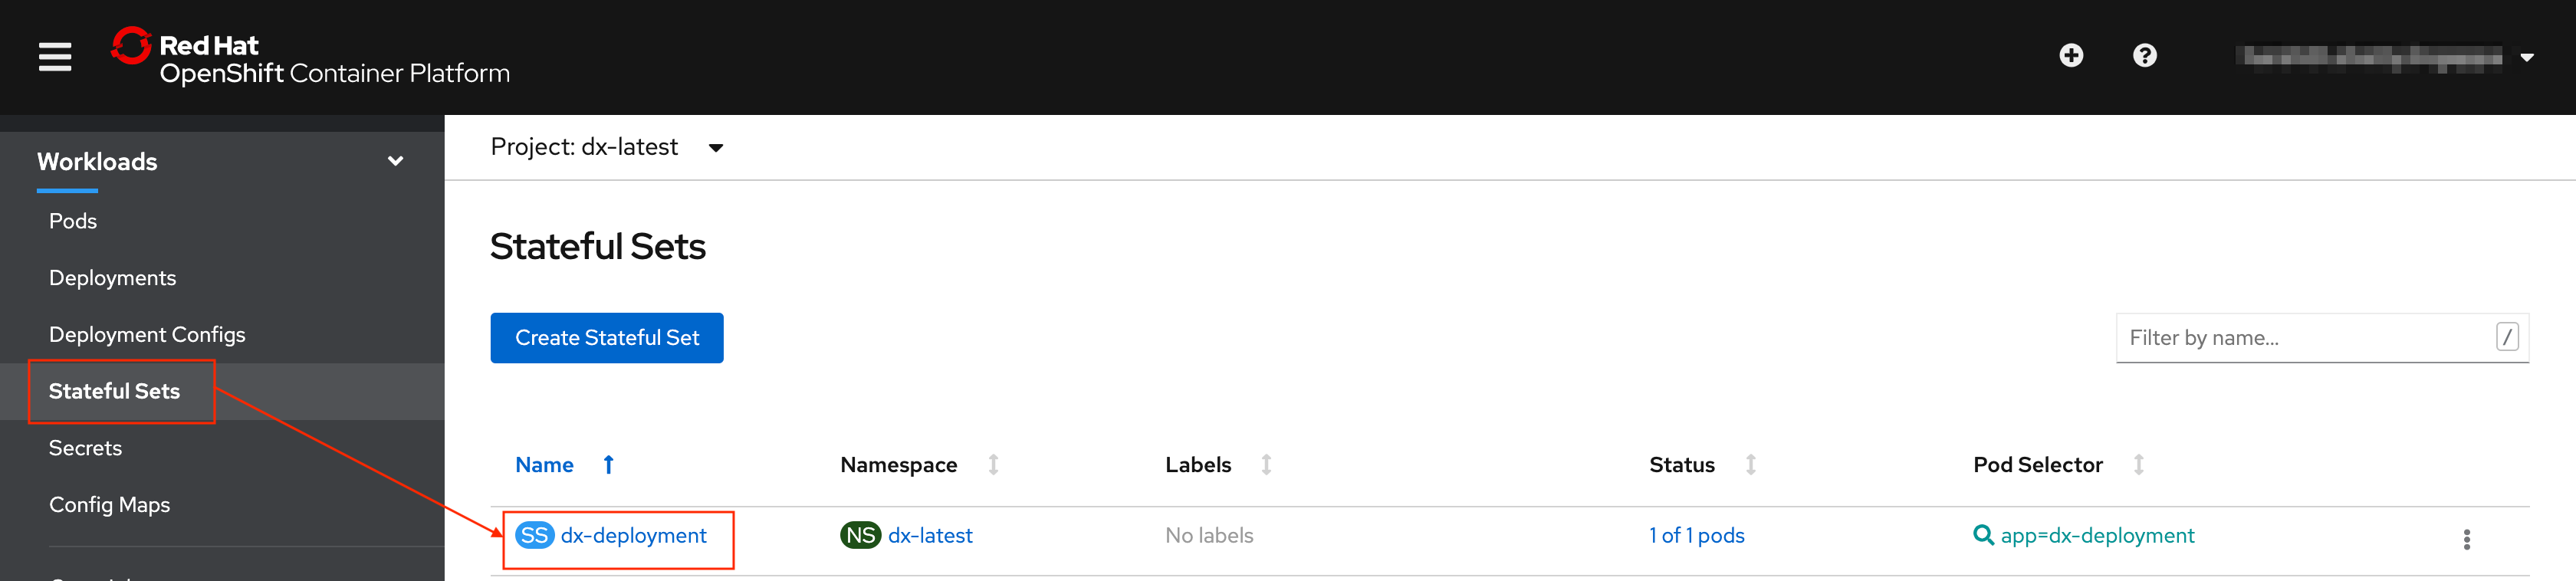 Red Hat
OpenShift Container Platform
Workloads
Pods
Deployments
Deployment Configs
Stateful Sets
Secrets
Config Maps
Project: dx-latest
Stateful Sets
Create Stateful Set
Filter by name...
/
Name Namespace Labels Status Pod Selector
SS dx-deployment NS dx-latest No labels 1 of 1 pods app=dx-deployment